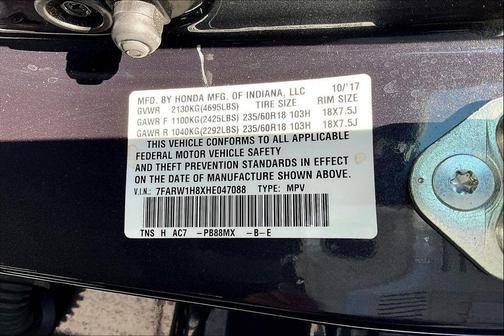 MFD. BY HONDA MFG. OF INDIANA, LLC 10/'17
GVWR 2130KG(4695LBS) TIRE SIZE RIM SIZE
GAWR F 1100KG(2425LBS) 235/60R18 103H 18X7.5J
GAWR R 1040KG(2292LBS) 235/60R18 103H 18X7.5J
THIS VEHICLE CONFORMS TO ALL APPLICABLE
FEDERAL MOTOR VEHICLE SAFETY
AND THEFT PREVENTION STANDARDS IN EFFECT
ON THE DATE OF MANUFACTURE SHOWN ABOVE.
V.I.N.: 7FARW1H8XHE047088 TYPE: MPV
TNS H AC7 -PB88MX -B-E